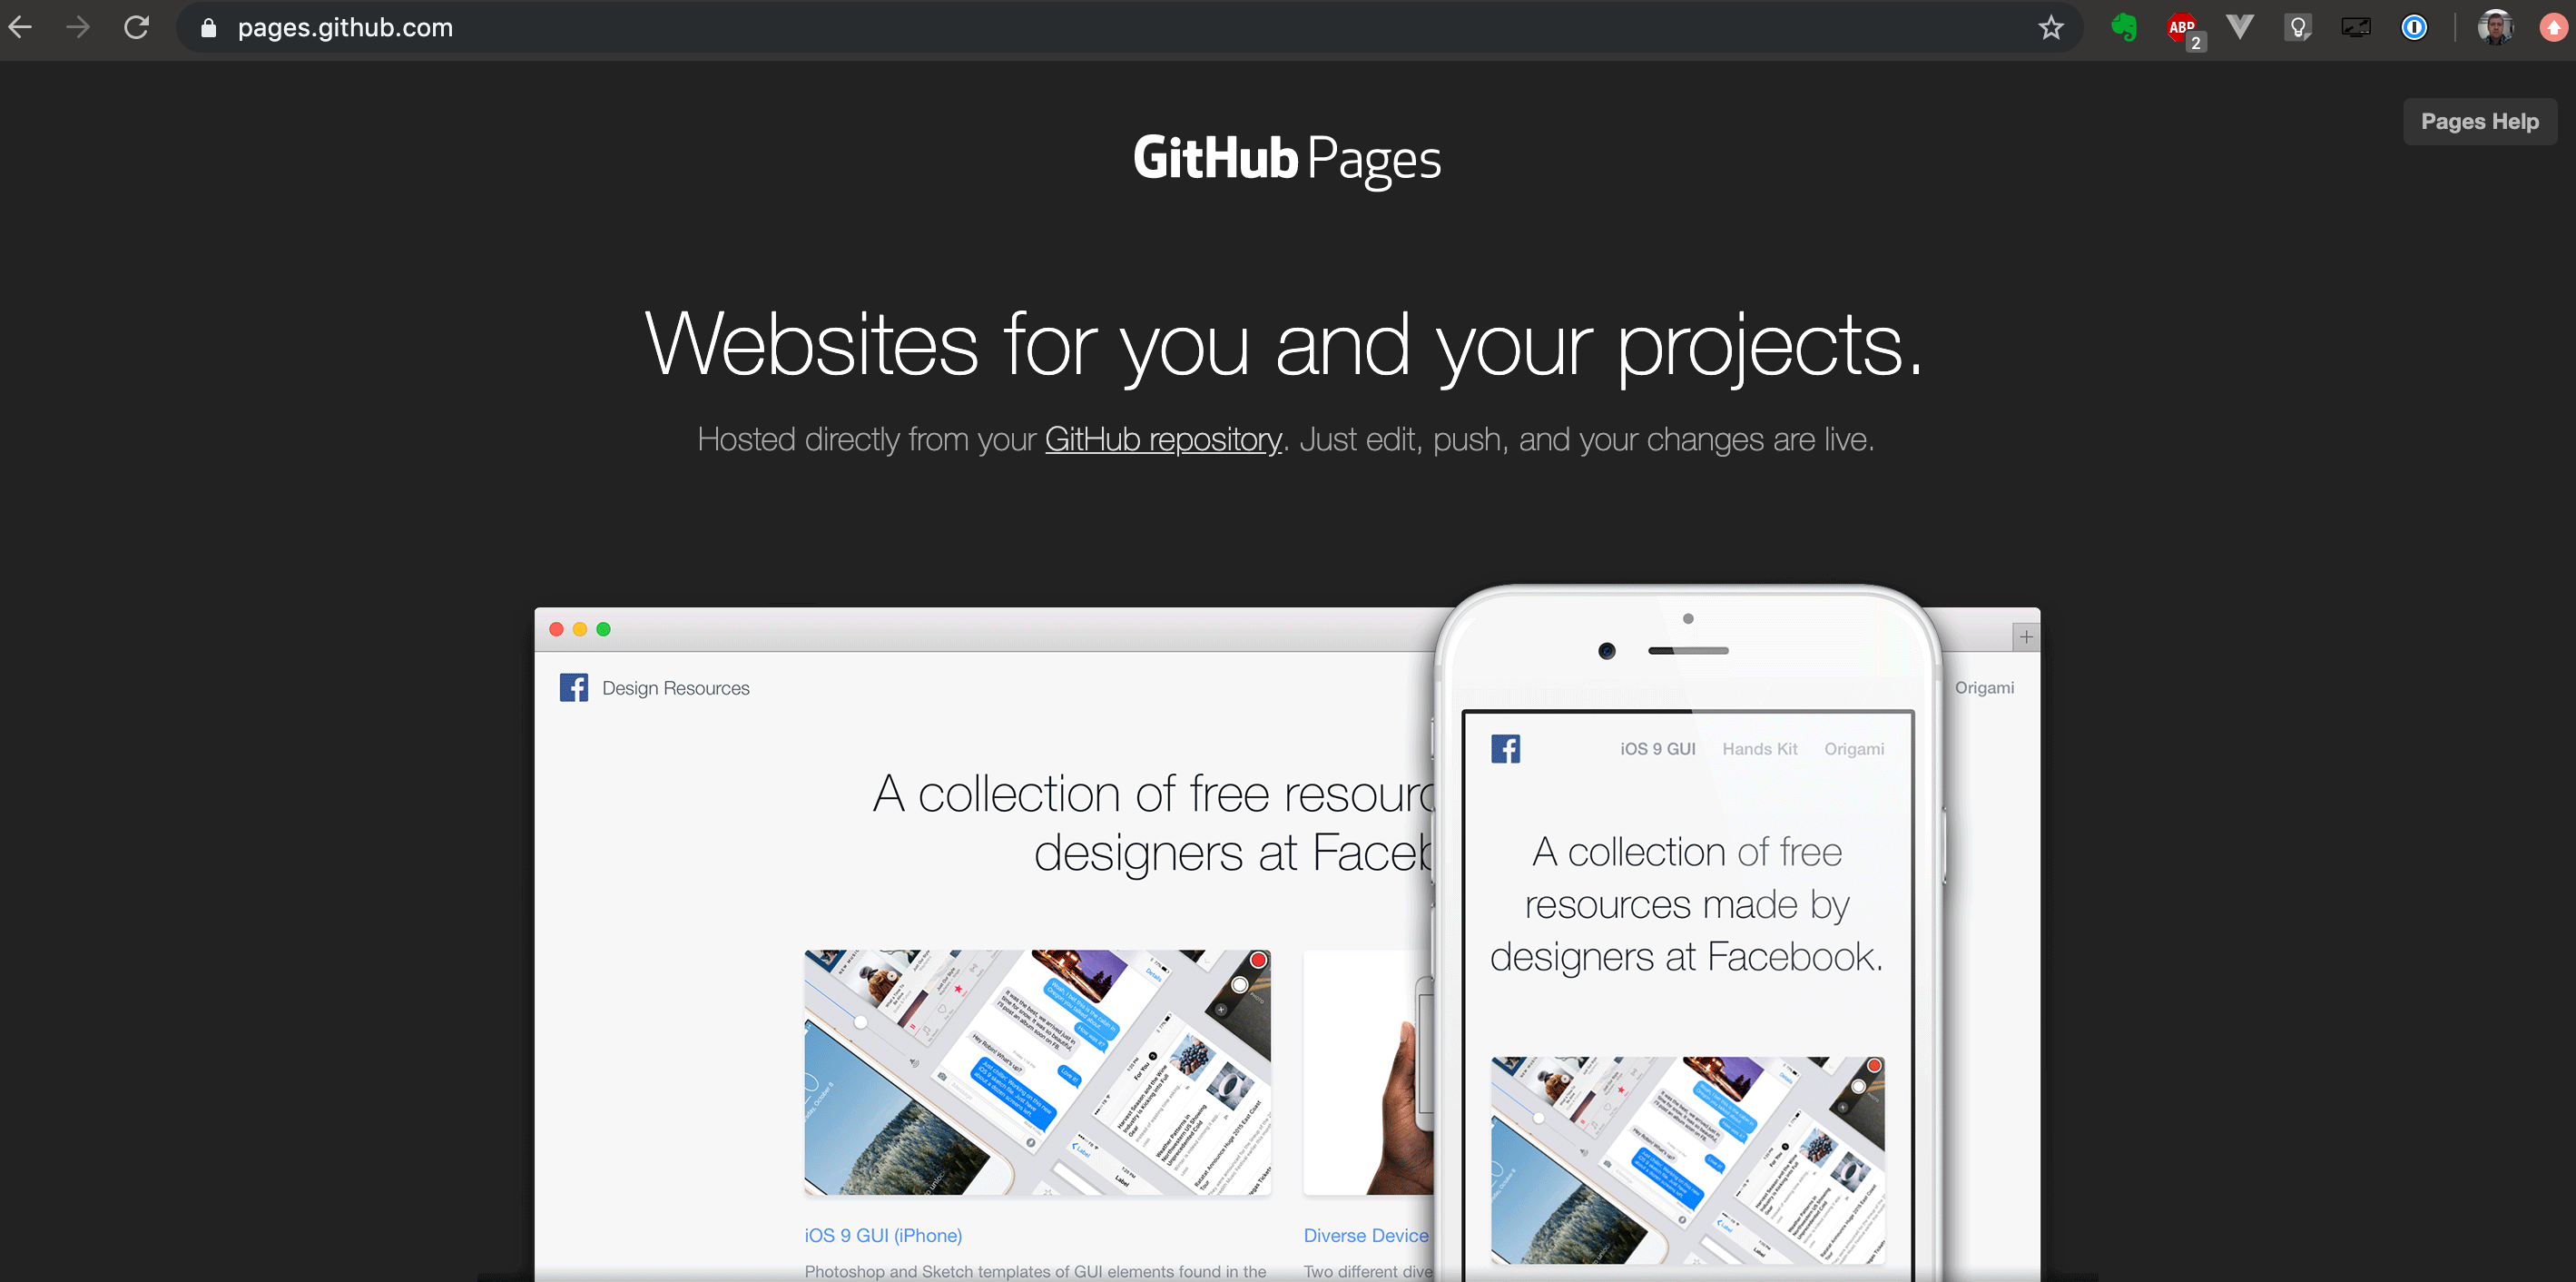 pages.github.com
ABP
2
Pages Help
GitHub Pages
Websites for you and your projects.
Hosted directly from your GitHub repository. Just edit, push, and your changes are live.
Design Resources
Origami
A collection of free
designers at
iOS 9 GUI (iPhone)
Diverse Device
Photoshop and Sketch templates of GUI elements found in the
Two different
iOS 9 GUI
Hands Kit
Origami
A collection of free
resources made by
designers at Facebook.